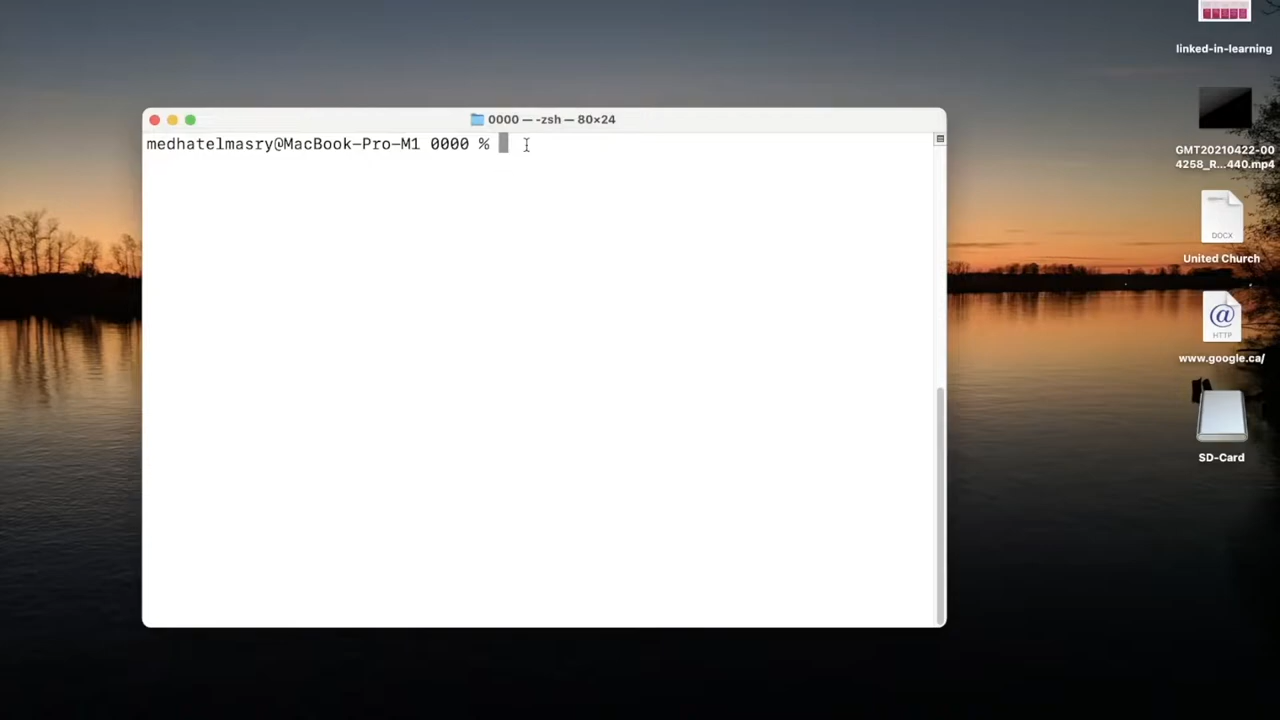 linked-in-learning
0000 — -zsh — 80×24
medhatelmasry@MacBook-Pro-M1 0000 %
GMT20210422-00
4258_R...440.mp4
DOCX
United Church
@
HTTP
www.google.ca/
SD-Card